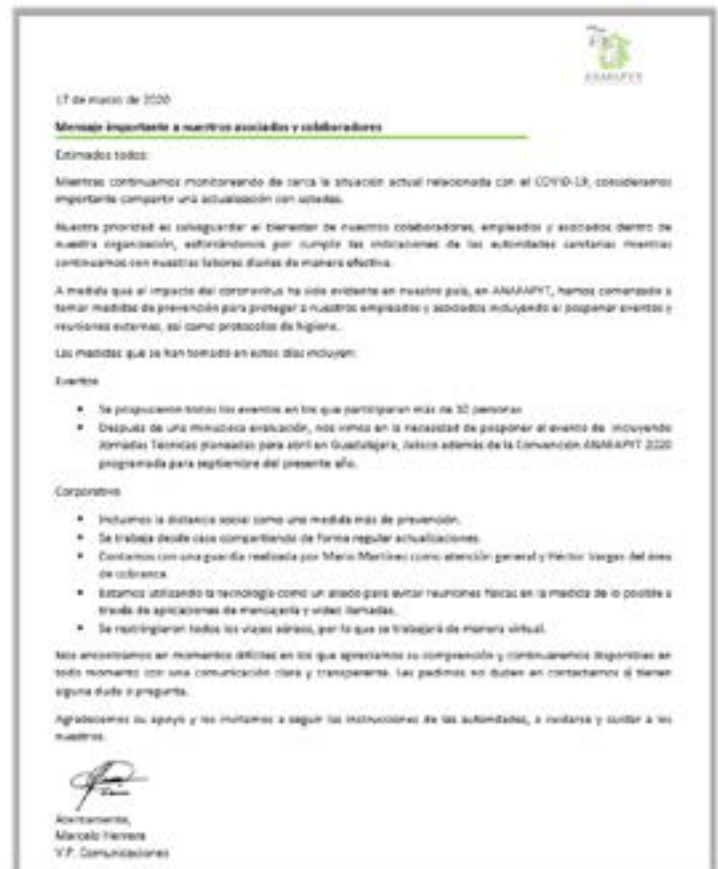 ANAFAPYT
17 de marzo de 2020
Mensaje importante a nuestros asociados y colaboradores
Estimados todos:
Mientras continuamos monitoreando de cerca la situación actual relacionada con el COVID-19, consideramos
importante compartir una actualización con ustedes.
Nuestra prioridad es salvaguardar el bienestar de nuestros colaboradores, empleados y asociados dentro de
nuestra organización, esforzándonos por cumplir las indicaciones de las autoridades sanitarias mientras
continuamos con nuestras labores diarias de manera efectiva.
A medida que el impacto del coronavirus ha sido evidente en nuestro país, en ANAFAPYT, hemos comenzado a
tomar medidas de prevención para proteger a nuestros empleados y asociados incluyendo el posponer eventos y
reuniones externas, así como protocolos de higiene.
Las medidas que se han tomado en estos días incluyen:
Eventos
• Se pospusieron todos los eventos en los que participaran más de 10 personas
• Después de una minuciosa evaluación, nos vimos en la necesidad de posponer el evento de incluyendo
Jornadas Técnicas planeadas para abril en Guadalajara, Jalisco además de la Convención ANAFAPYT 2020
programada para septiembre del presente año.
Corporativo
• Incluimos la distancia social como una medida más de prevención.
• Se trabaja desde casa compartiendo de forma regular actualizaciones.
• Contamos con una guardia realizada por Mario Martínez como atención general y Héctor Vargas del área
de cobranza.
• Estamos utilizando la tecnología como un aliado para evitar reuniones físicas en la medida de lo posible a
través de aplicaciones de mensajería y video llamadas.
• Se restringieron todos los viajes aéreos, por lo que se trabajará de manera virtual.
Nos encontramos en momentos difíciles en los que apreciamos su comprensión y continuaremos disponibles en
todo momento con una comunicación clara y transparente. Les pedimos no duden en contactarnos si tienen
alguna duda o pregunta.
Agradecemos su apoyo y los invitamos a seguir las instrucciones de las autoridades, a cuidarse y cuidar a los
nuestros.
Atentamente,
Marcelo Herrera
V.P. Comunicaciones